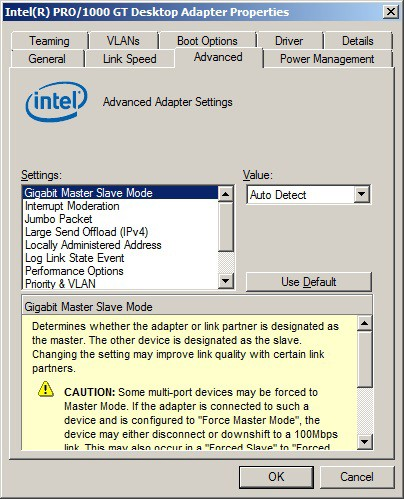 Intel(R) PRO/1000 GT Desktop Adapter Properties
Teaming VLANs Boot Options Driver Details
General Link Speed Advanced Power Management
intel Advanced Adapter Settings
Settings: Value:
Gigabit Master Slave Mode Auto Detect
Interrupt Moderation
Jumbo Packet
Large Send Offload (IPv4)
Locally Administered Address
Log Link State Event
Performance Options
Priority & VLAN Use Default
Gigabit Master Slave Mode
Determines whether the adapter or link partner is designated as
the master. The other device is designated as the slave.
Changing the setting may improve link quality with certain link
partners.
CAUTION: Some multi-port devices may be forced to
Master Mode. If the adapter is connected to such a
device and is configured to "Force Master Mode", the
device may either disconnect or downshift to a 100Mbps
link. This may also occur in a "Forced Slave" to "Forced
OK Cancel